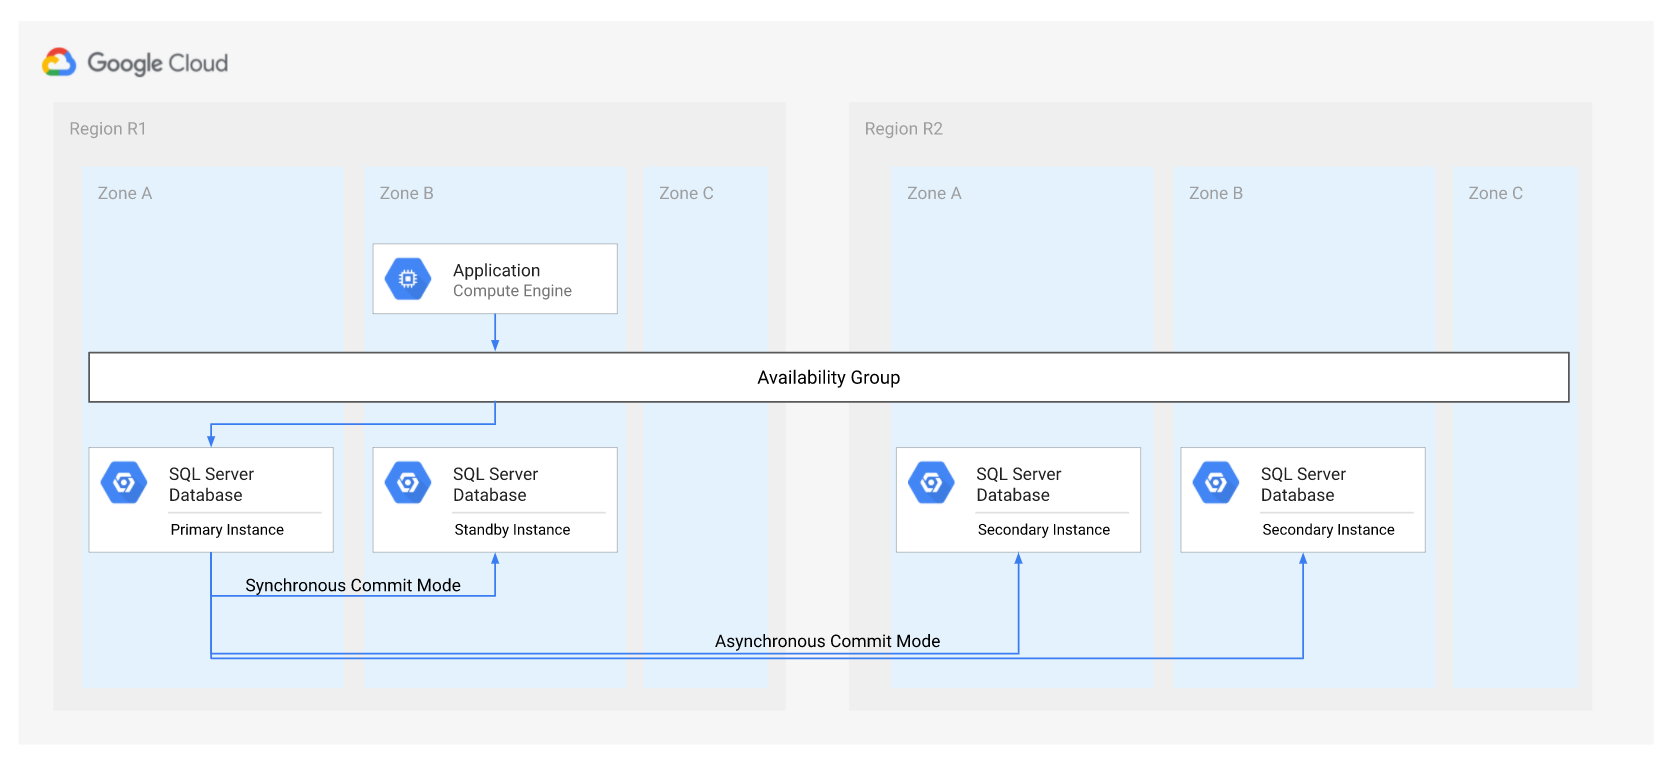 Google Cloud
Region R1
Region R2
Zone A
Zone B
Zone C
Zone A
Zone B
Zone C
Application
Compute Engine
Availability Group
SQL Server
Database
Primary Instance
SQL Server
Database
Standby Instance
SQL Server
Database
Secondary Instance
SQL Server
Database
Secondary Instance
Synchronous Commit Mode
Asynchronous Commit Mode